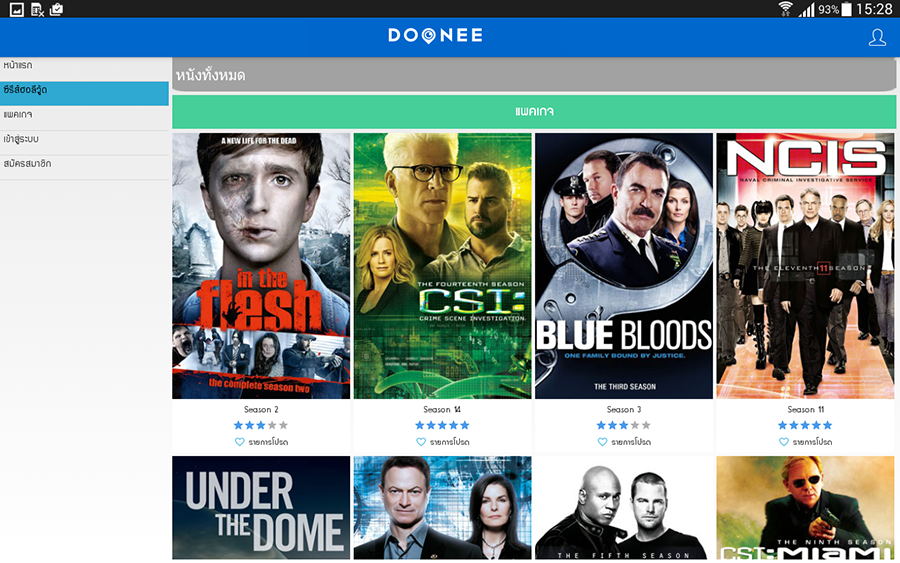 93% 15:28
DOONEE
หน้าแรก
ซีรีส์ฮอลีวู้ด
แพคเกจ
เข้าสู่ระบบ
สมัครสมาชิก
หนังทั้งหมด
แพคเกจ
A NEW LIFE FOR THE DEAD
in the
flesh
the complete season two
THE FOURTEENTH SEASON
CSI:
CRIME SCENE INVESTIGATION
BLUE BLOODS
ONE FAMILY BOUND BY JUSTICE.
THE THIRD SEASON
NCIS
NAVAL CRIMINAL INVESTIGATIVE SERVICE
THE ELEVENTH 11 SEASON
Season 2
Season 14
Season 3
Season 11
รายการโปรด
รายการโปรด
รายการโปรด
รายการโปรด
UNDER
THE DOME
THE FIFTH SEASON
THE NINTH SEASON
CSI: MIAMI